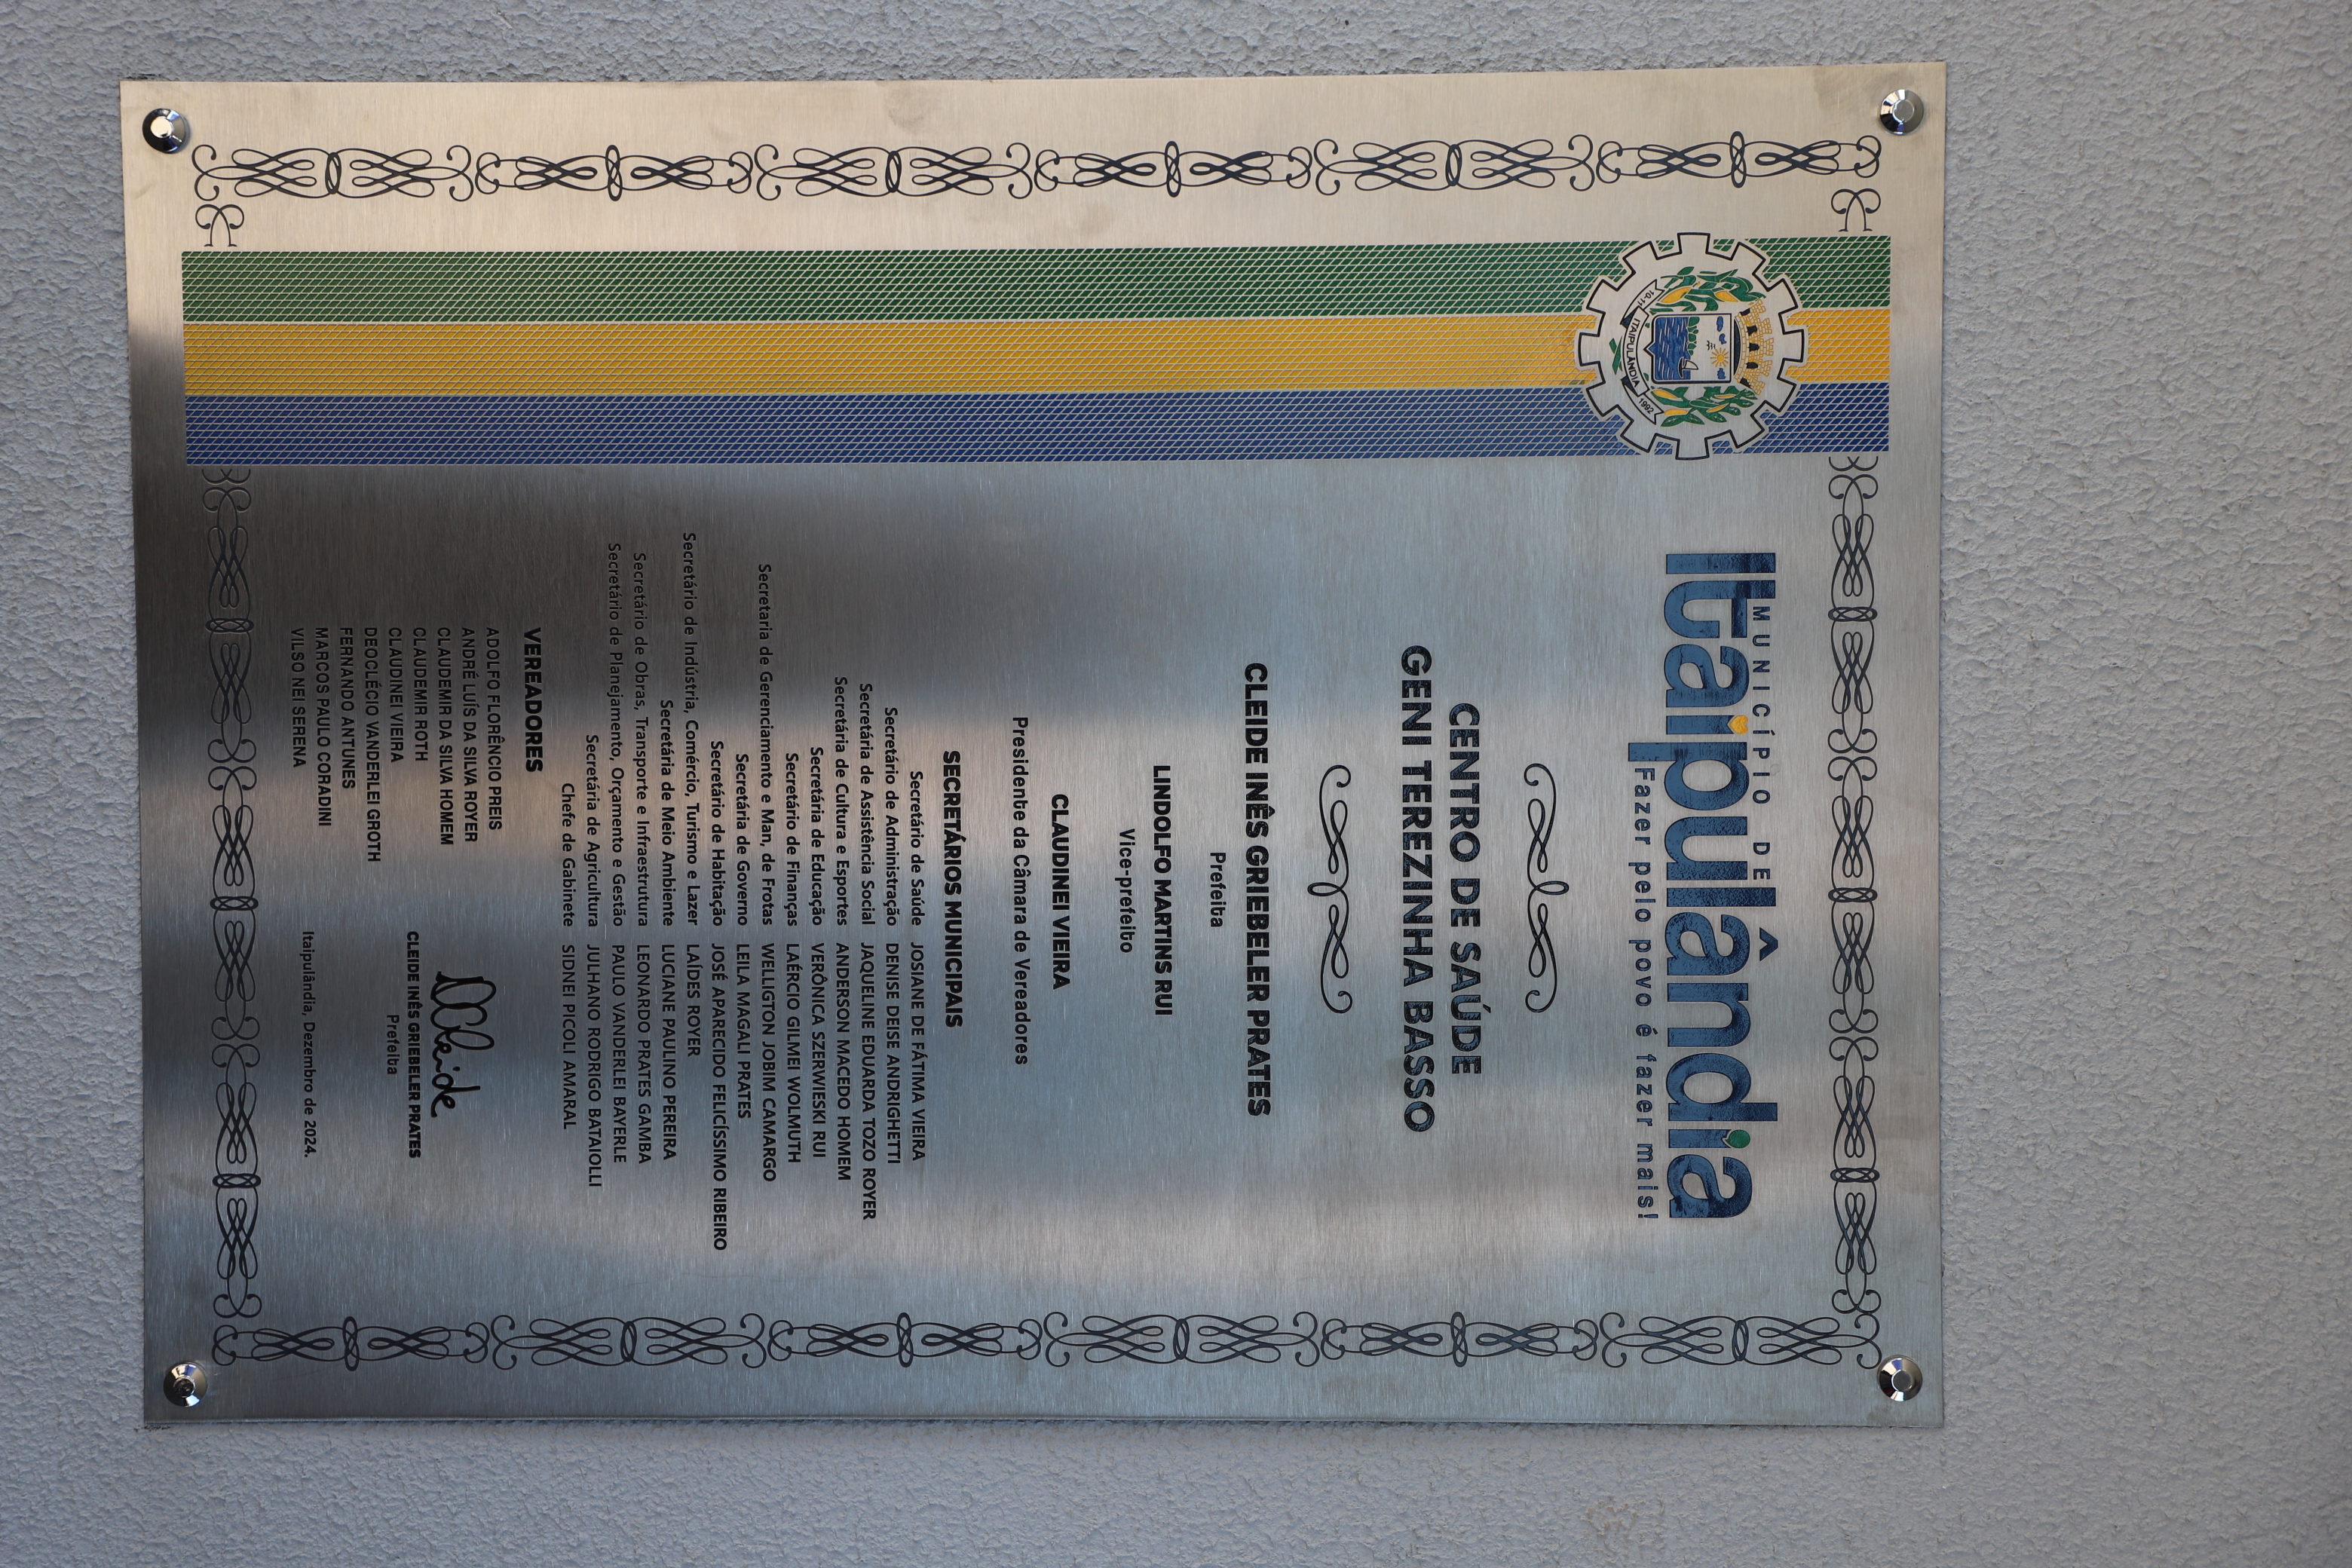 MUNICÍPIO DE
Itaipulândia
Fazer pelo povo é fazer mais!
ITAIPULÂNDIA
1992
CENTRO DE SAÚDE
GENI TEREZINHA BASSO
CLEIDE INÊS GRIEBELER PRATES
Prefeita
LINDOLFO MARTINS RUI
Vice-prefeito
CLAUDINEI VIEIRA
Presidente da Câmara de Vereadores
SECRETÁRIOS MUNICIPAIS
Secretário de Saúde JOSIANE DE FÁTIMA VIEIRA
Secretário de Administração DENISE DEISE ANDRIGHETTI
Secretária de Assistência Social JAQUELINE EDUARDA TOZO ROYER
Secretária de Cultura e Esportes ANDERSON MACEDO HOMEM
Secretária de Educação VERÔNICA SZERWIESKI RUI
Secretário de Finanças LAÉRCIO GILMEI WOLMUTH
Secretaria de Gerenciamento e Man, de Frotas WELLIGTON JOBIM CAMARGO
Secretária de Governo LEILA MAGALI PRATES
Secretário de Habitação JOSÉ APARECIDO FELICÍSSIMO RIBEIRO
Secretário de Indústria, Comércio, Turismo e Lazer LAÍDES ROYER
Secretária de Meio Ambiente LUCIANE PAULINO PEREIRA
Secretário de Obras, Transporte e Infraestrutura LEONARDO PRATES GAMBA
Secretário de Planejamento, Orçamento e Gestão PAULO VANDERLEI BAYERLE
Secretária de Agricultura JULHANO RODRIGO BATAIOLLI
Chefe de Gabinete SIDNEI PICOLI AMARAL
VEREADORES
ADOLFO FLORÊNCIO PREIS
ANDRÉ LUÍS DA SILVA ROYER
CLAUDEMIR DA SILVA HOMEM
CLAUDEMIR ROTH
CLAUDINEI VIEIRA
DEOCLÉCIO VANDERLEI GROTH
FERNANDO ANTUNES
MARCOS PAULO CORADINI
VILSO NEI SERENA
Cleide
CLEIDE INÊS GRIEBELER PRATES
Prefeita
Itaipulândia, Dezembro de 2024.